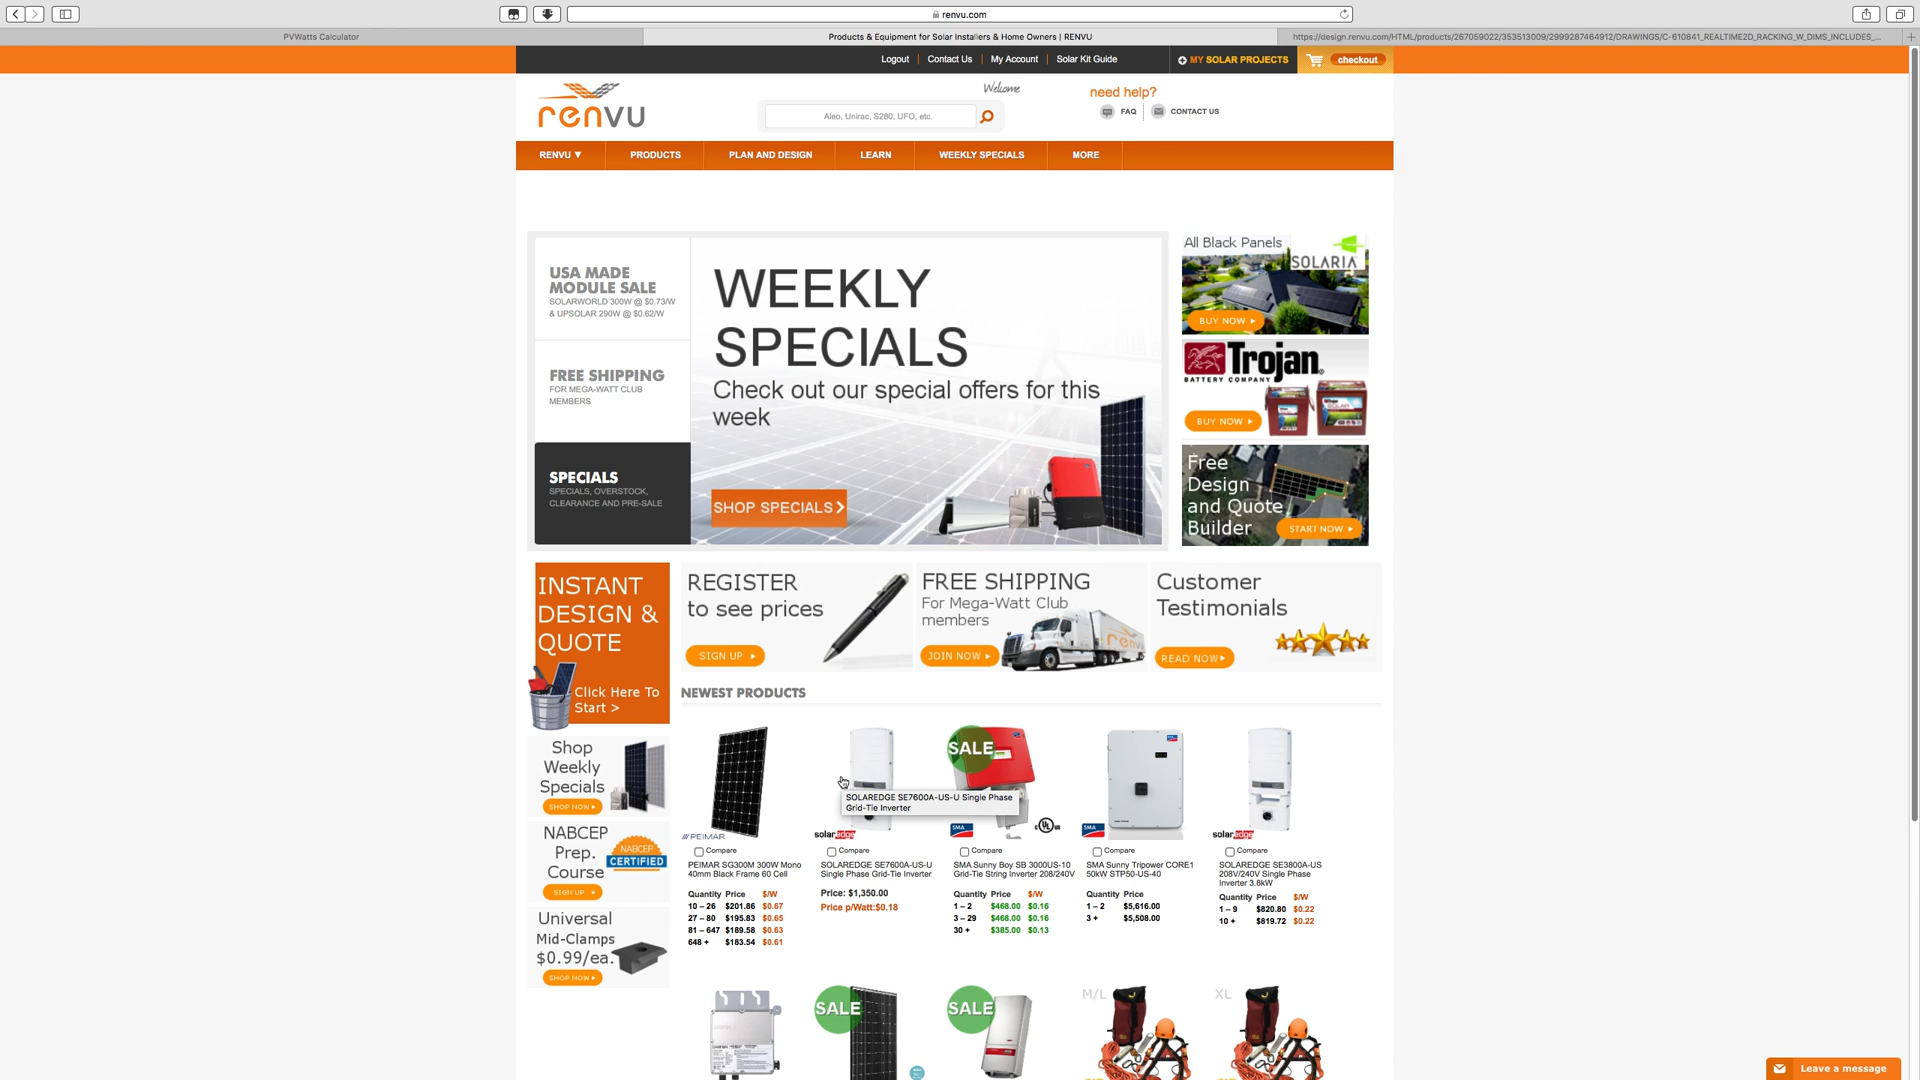 renvu.com
PVWatts Calculator
Products & Equipment for Solar Installers & Home Owners | RENVU
https://design.renvu.com/HTML/products/267059022/353513009/2999287464912/DRAWINGS/C-610841_REALTIME2D_RACKING_W_DIMS_INCLUDES_...
Logout
Contact Us
My Account
Solar Kit Guide
MY SOLAR PROJECTS
checkout
renvu
Welcome
need help?
Aleo, Unirac, S280, UFO, etc.
FAQ
CONTACT US
RENVU ▼
PRODUCTS
PLAN AND DESIGN
LEARN
WEEKLY SPECIALS
MORE
USA MADE
MODULE SALE
SOLARWORLD 300W @ $0.73/W
& UPSOLAR 290W @ $0.62/W
FREE SHIPPING
FOR MEGA-WATT CLUB
MEMBERS
SPECIALS
SPECIALS, OVERSTOCK,
CLEARANCE AND PRE-SALE
WEEKLY
SPECIALS
Check out our special offers for this
week
SHOP SPECIALS
All Black Panels
SOLARIA
BUY NOW
Trojan
BATTERY COMPANY
BUY NOW
Free
Design
and Quote
Builder
START NOW
INSTANT
DESIGN &
QUOTE
Click Here To
Start >
REGISTER
to see prices
SIGN UP
FREE SHIPPING
For Mega-Watt Club
members
renvu
JOIN NOW
Customer
Testimonials
READ NOW
Shop
Weekly
Specials
SHOP NOW
NABCEP
Prep.
Course
NABCEP
CERTIFIED
SIGN UP
Universal
Mid-Clamps
$0.99/ea.
SHOP NOW
NEWEST PRODUCTS
PEIMAR
Compare
PEIMAR SG300M 300W Mono
40mm Black Frame 60 Cell
Quantity Price $/W
10 – 26 $201.86 $0.67
27 – 80 $195.83 $0.65
81 – 647 $189.58 $0.63
648 + $183.54 $0.61
SOLAREDGE SE7600A-US-U Single Phase
Grid-Tie Inverter
solaredge
Compare
SOLAREDGE SE7600A-US-U
Single Phase Grid-Tie Inverter
Price: $1,350.00
Price p/Watt:$0.18
SALE
SMA
UL
Compare
SMA Sunny Boy SB 3000US-10
Grid-Tie String Inverter 208/240V
Quantity Price $/W
1 – 2 $468.00 $0.16
3 – 29 $468.00 $0.16
30 + $385.00 $0.13
SMA
Compare
SMA Sunny Tripower CORE1
50kW STP50-US-40
Quantity Price
1 – 2 $5,616.00
3 + $5,508.00
solaredge
Compare
SOLAREDGE SE3800A-US
208V/240V Single Phase
Inverter 3.8kW
Quantity Price $/W
1 – 9 $820.80 $0.22
10 + $819.72 $0.22
SALE
SALE
M/L
XL
Leave a message